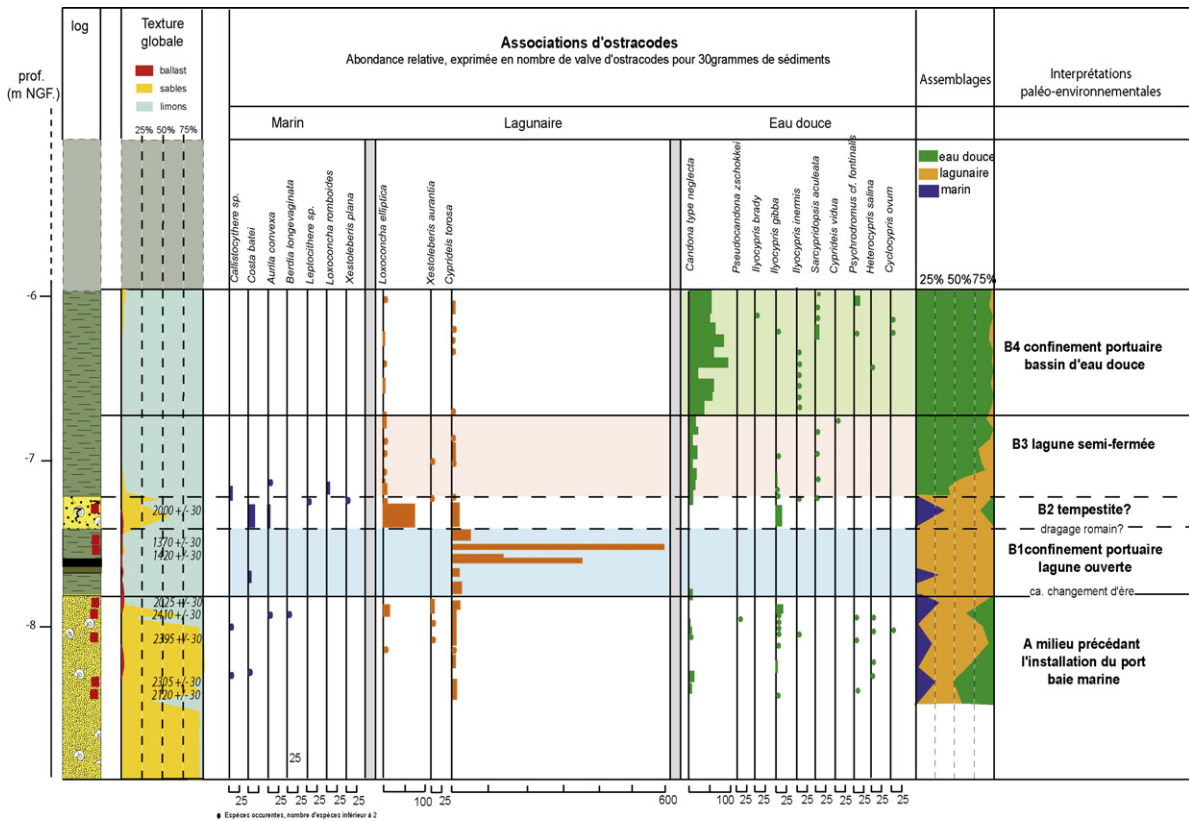 log
Texture
globale
ballast
sables
limons
25% 50% 75%
prof.
(m NGF.)
Associations d'ostracodes
Abondance relative, exprimée en nombre de valve d'ostracodes pour 30grammes de sédiments
Assemblages
Interprétations
paléo-environnementales
Marin
Lagunaire
Eau douce
eau douce
lagunaire
marin
25% 50% 75%
Callistocythere sp.
Costa batei
Aurila convexa
Berdia longevaginata
Leptocithere sp.
Loxoconcha romboides
Xestoleberis plana
Loxoconcha elliptica
Xestoleberis aurantia
Cyprideis torosa
Candona type neglecta
Pseudocandona zschokkei
Ilyocypris brady
Ilyocypris gibba
Ilyocypris inermis
Sarcypridopsis aculeata
Cyprideis vidua
Psychrodromus cf. fontinalis
Heterocypris salina
Cyclocypris ovum
-6
-7
-8
2000 +/- 30
1370 +/- 30
1420 +/- 30
2025 +/- 30
2410 +/- 30
2395 +/- 30
2305 +/- 30
2120 +/- 30
B4 confinement portuaire
bassin d'eau douce
B3 lagune semi-fermée
B2 tempestite?
dragage romain?
B1confinement portuaire
lagune ouverte
ca. changement d'ère
A milieu précédant
l'installation du port
baie marine
25
25 25 25 25 25 25 25 100 25 600 100 25 25 25 25 25 25 25 25 25
Espèces occurentes, nombre d'espèces inférieur à 2